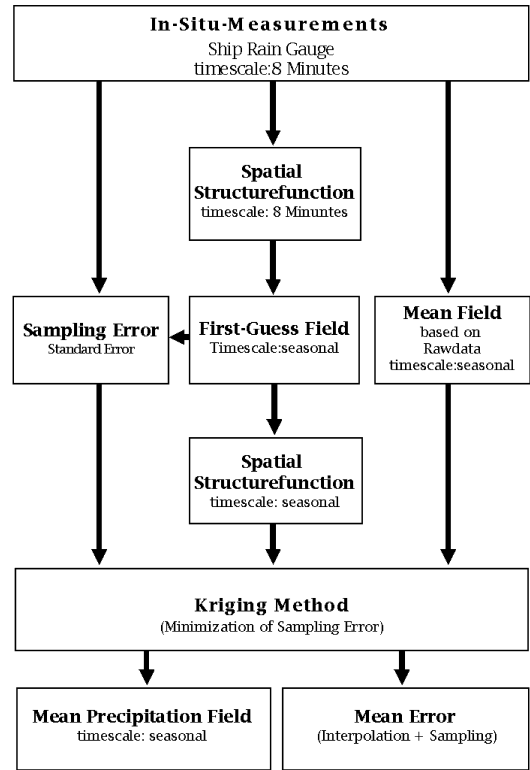 In-Situ-Measurements
Ship Rain Gauge
timescale:8 Minutes
Spatial
Structurefunction
timescale: 8 Minuntes
Sampling Error
Standard Error
First-Guess Field
Timescale:seasonal
Mean Field
based on
Rawdata
timescale:seasonal
Spatial
Structurefunction
timescale: seasonal
Kriging Method
(Minimization of Sampling Error)
Mean Precipitation Field
timescale: seasonal
Mean Error
(Interpolation + Sampling)